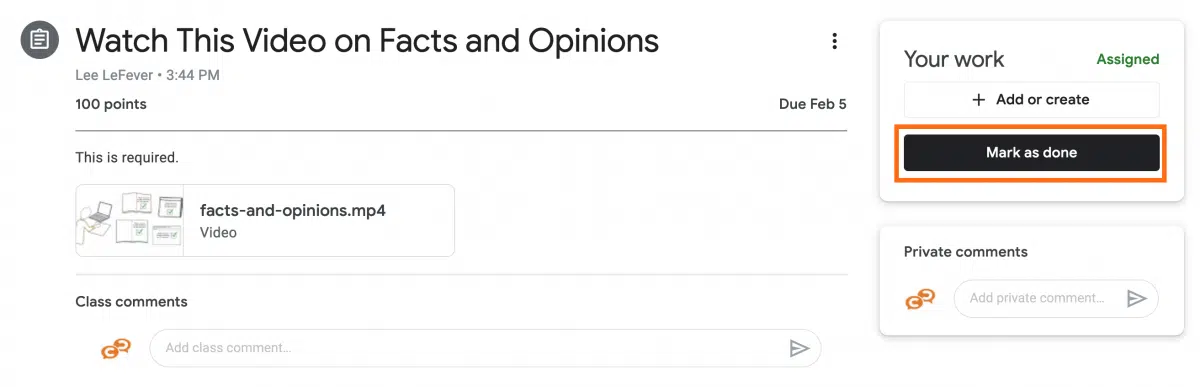 Watch This Video on Facts and Opinions
Lee LeFever • 3:44 PM
100 points
Due Feb 5
This is required.
facts-and-opinions.mp4
Video
Class comments
Add class comment...
Your work
Assigned
+ Add or create
Mark as done
Private comments
Add private comment...